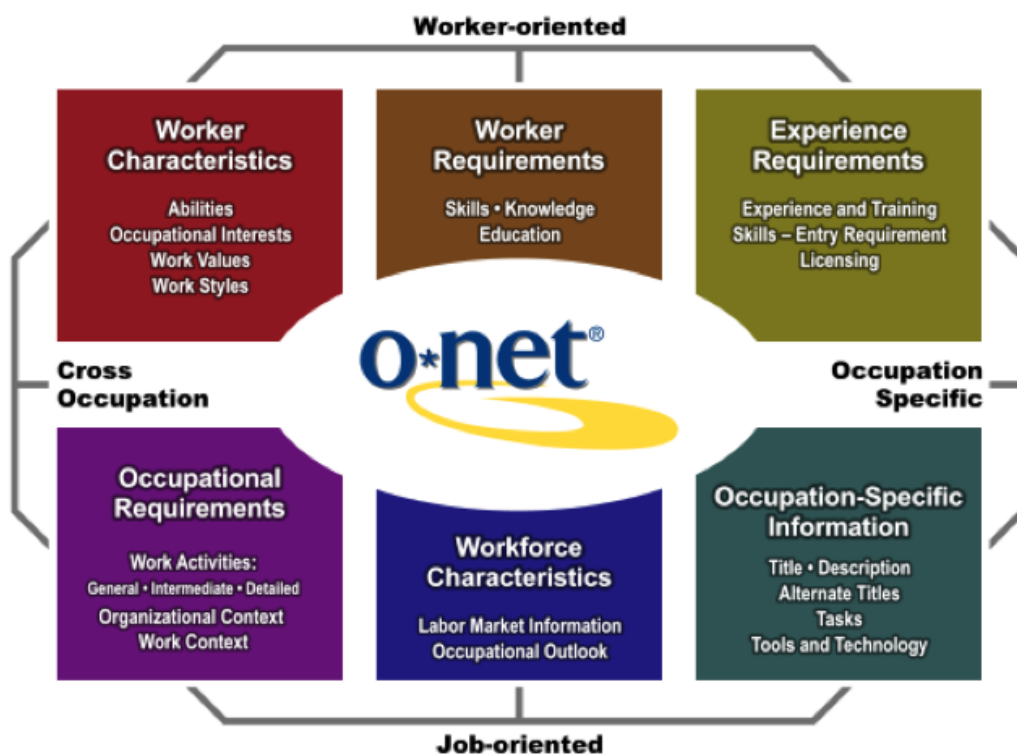 Worker-oriented
Worker
Characteristics
Abilities
Occupational Interests
Work Values
Work Styles
Worker
Requirements
Skills • Knowledge
Education
Experience
Requirements
Experience and Training
Skills – Entry Requirement
Licensing
o*net®
Cross
Occupation
Occupation
Specific
Occupational
Requirements
Work Activities:
General • Intermediate • Detailed
Organizational Context
Work Context
Workforce
Characteristics
Labor Market Information
Occupational Outlook
Occupation-Specific
Information
Title • Description
Alternate Titles
Tasks
Tools and Technology
Job-oriented